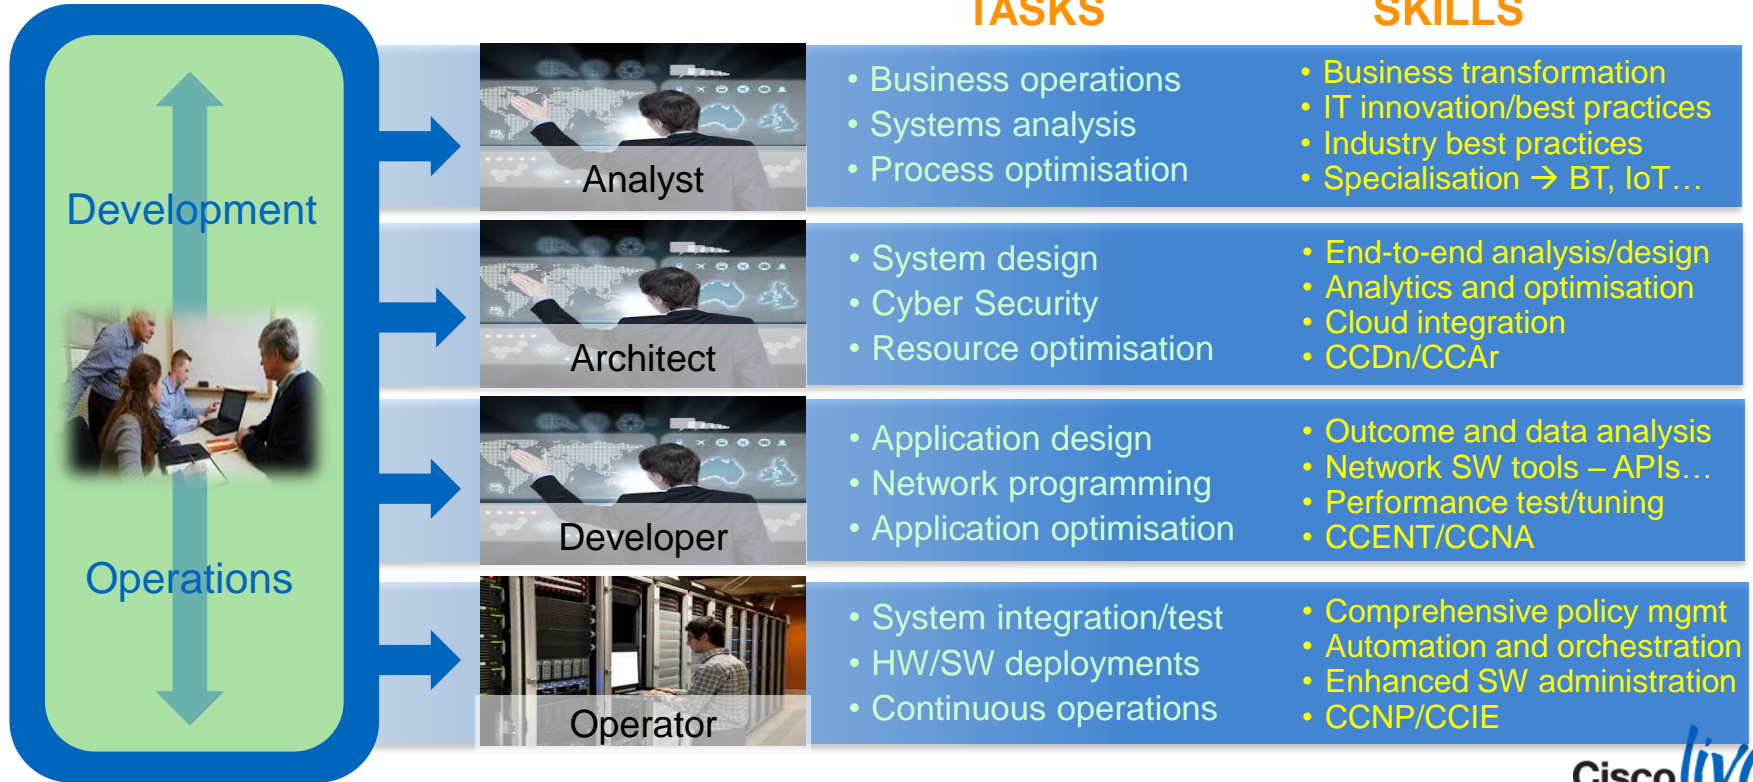 TASKS
SKILLS
Development
Operations
Analyst
• Business operations
• Systems analysis
• Process optimisation
• Business transformation
• IT innovation/best practices
• Industry best practices
• Specialisation → BT, IoT…
Architect
• System design
• Cyber Security
• Resource optimisation
• End-to-end analysis/design
• Analytics and optimisation
• Cloud integration
• CCDn/CCAr
Developer
• Application design
• Network programming
• Application optimisation
• Outcome and data analysis
• Network SW tools – APIs…
• Performance test/tuning
• CCENT/CCNA
Operator
• System integration/test
• HW/SW deployments
• Continuous operations
• Comprehensive policy mgmt
• Automation and orchestration
• Enhanced SW administration
• CCNP/CCIE
Cisco live